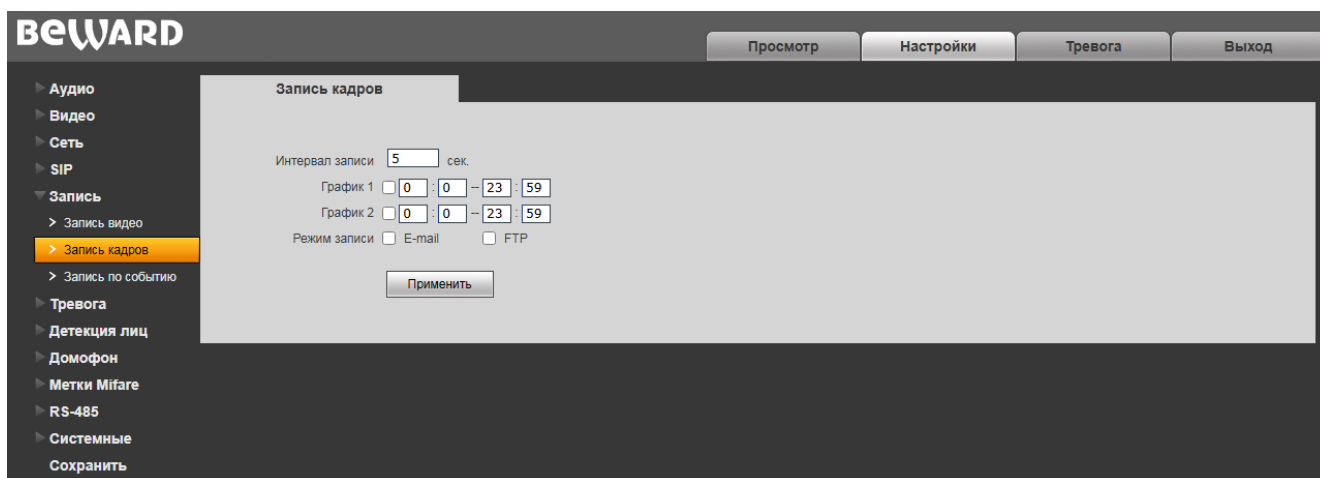 BEWARD
Просмотр
Настройки
Тревога
Выход
Аудио
Видео
Сеть
SIP
Запись
> Запись видео
> Запись кадров
> Запись по событию
Тревога
Детекция лиц
Домофон
Метки Mifare
RS-485
Системные
Сохранить
Запись кадров
Интервал записи 5 сек.
График 1 0 : 0 – 23 : 59
График 2 0 : 0 – 23 : 59
Режим записи E-mail FTP
Применить